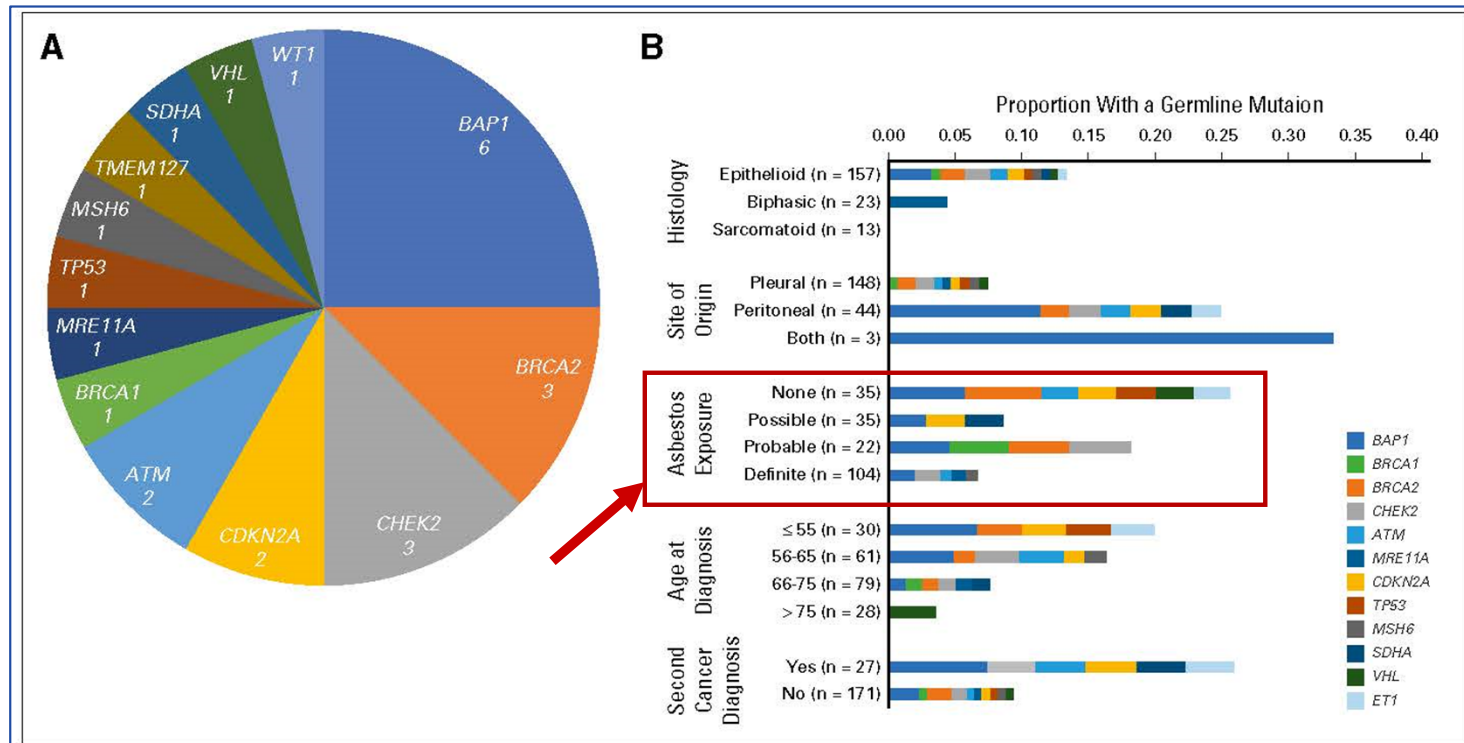 A
WT1
1
VHL
1
SDHA
1
TMEM127
1
MSH6
1
TP53
1
MRE11A
1
BRCA1
1
ATM
2
CDKN2A
2
CHEK2
3
BRCA2
3
BAP1
6
B
Proportion With a Germline Mutaion
0.00 0.05 0.10 0.15 0.20 0.25 0.30 0.35 0.40
Histology
Epithelioid (n = 157)
Biphasic (n = 23)
Sarcomatoid (n = 13)
Site of
Origin
Pleural (n = 148)
Peritoneal (n = 44)
Both (n = 3)
Asbestos
Exposure
None (n = 35)
Possible (n = 35)
Probable (n = 22)
Definite (n = 104)
Age at
Diagnosis
≤ 55 (n = 30)
56-65 (n = 61)
66-75 (n = 79)
> 75 (n = 28)
Second
Cancer
Diagnosis
Yes (n = 27)
No (n = 171)
BAP1
BRCA1
BRCA2
CHEK2
ATM
MRE11A
CDKN2A
TP53
MSH6
SDHA
VHL
ET1